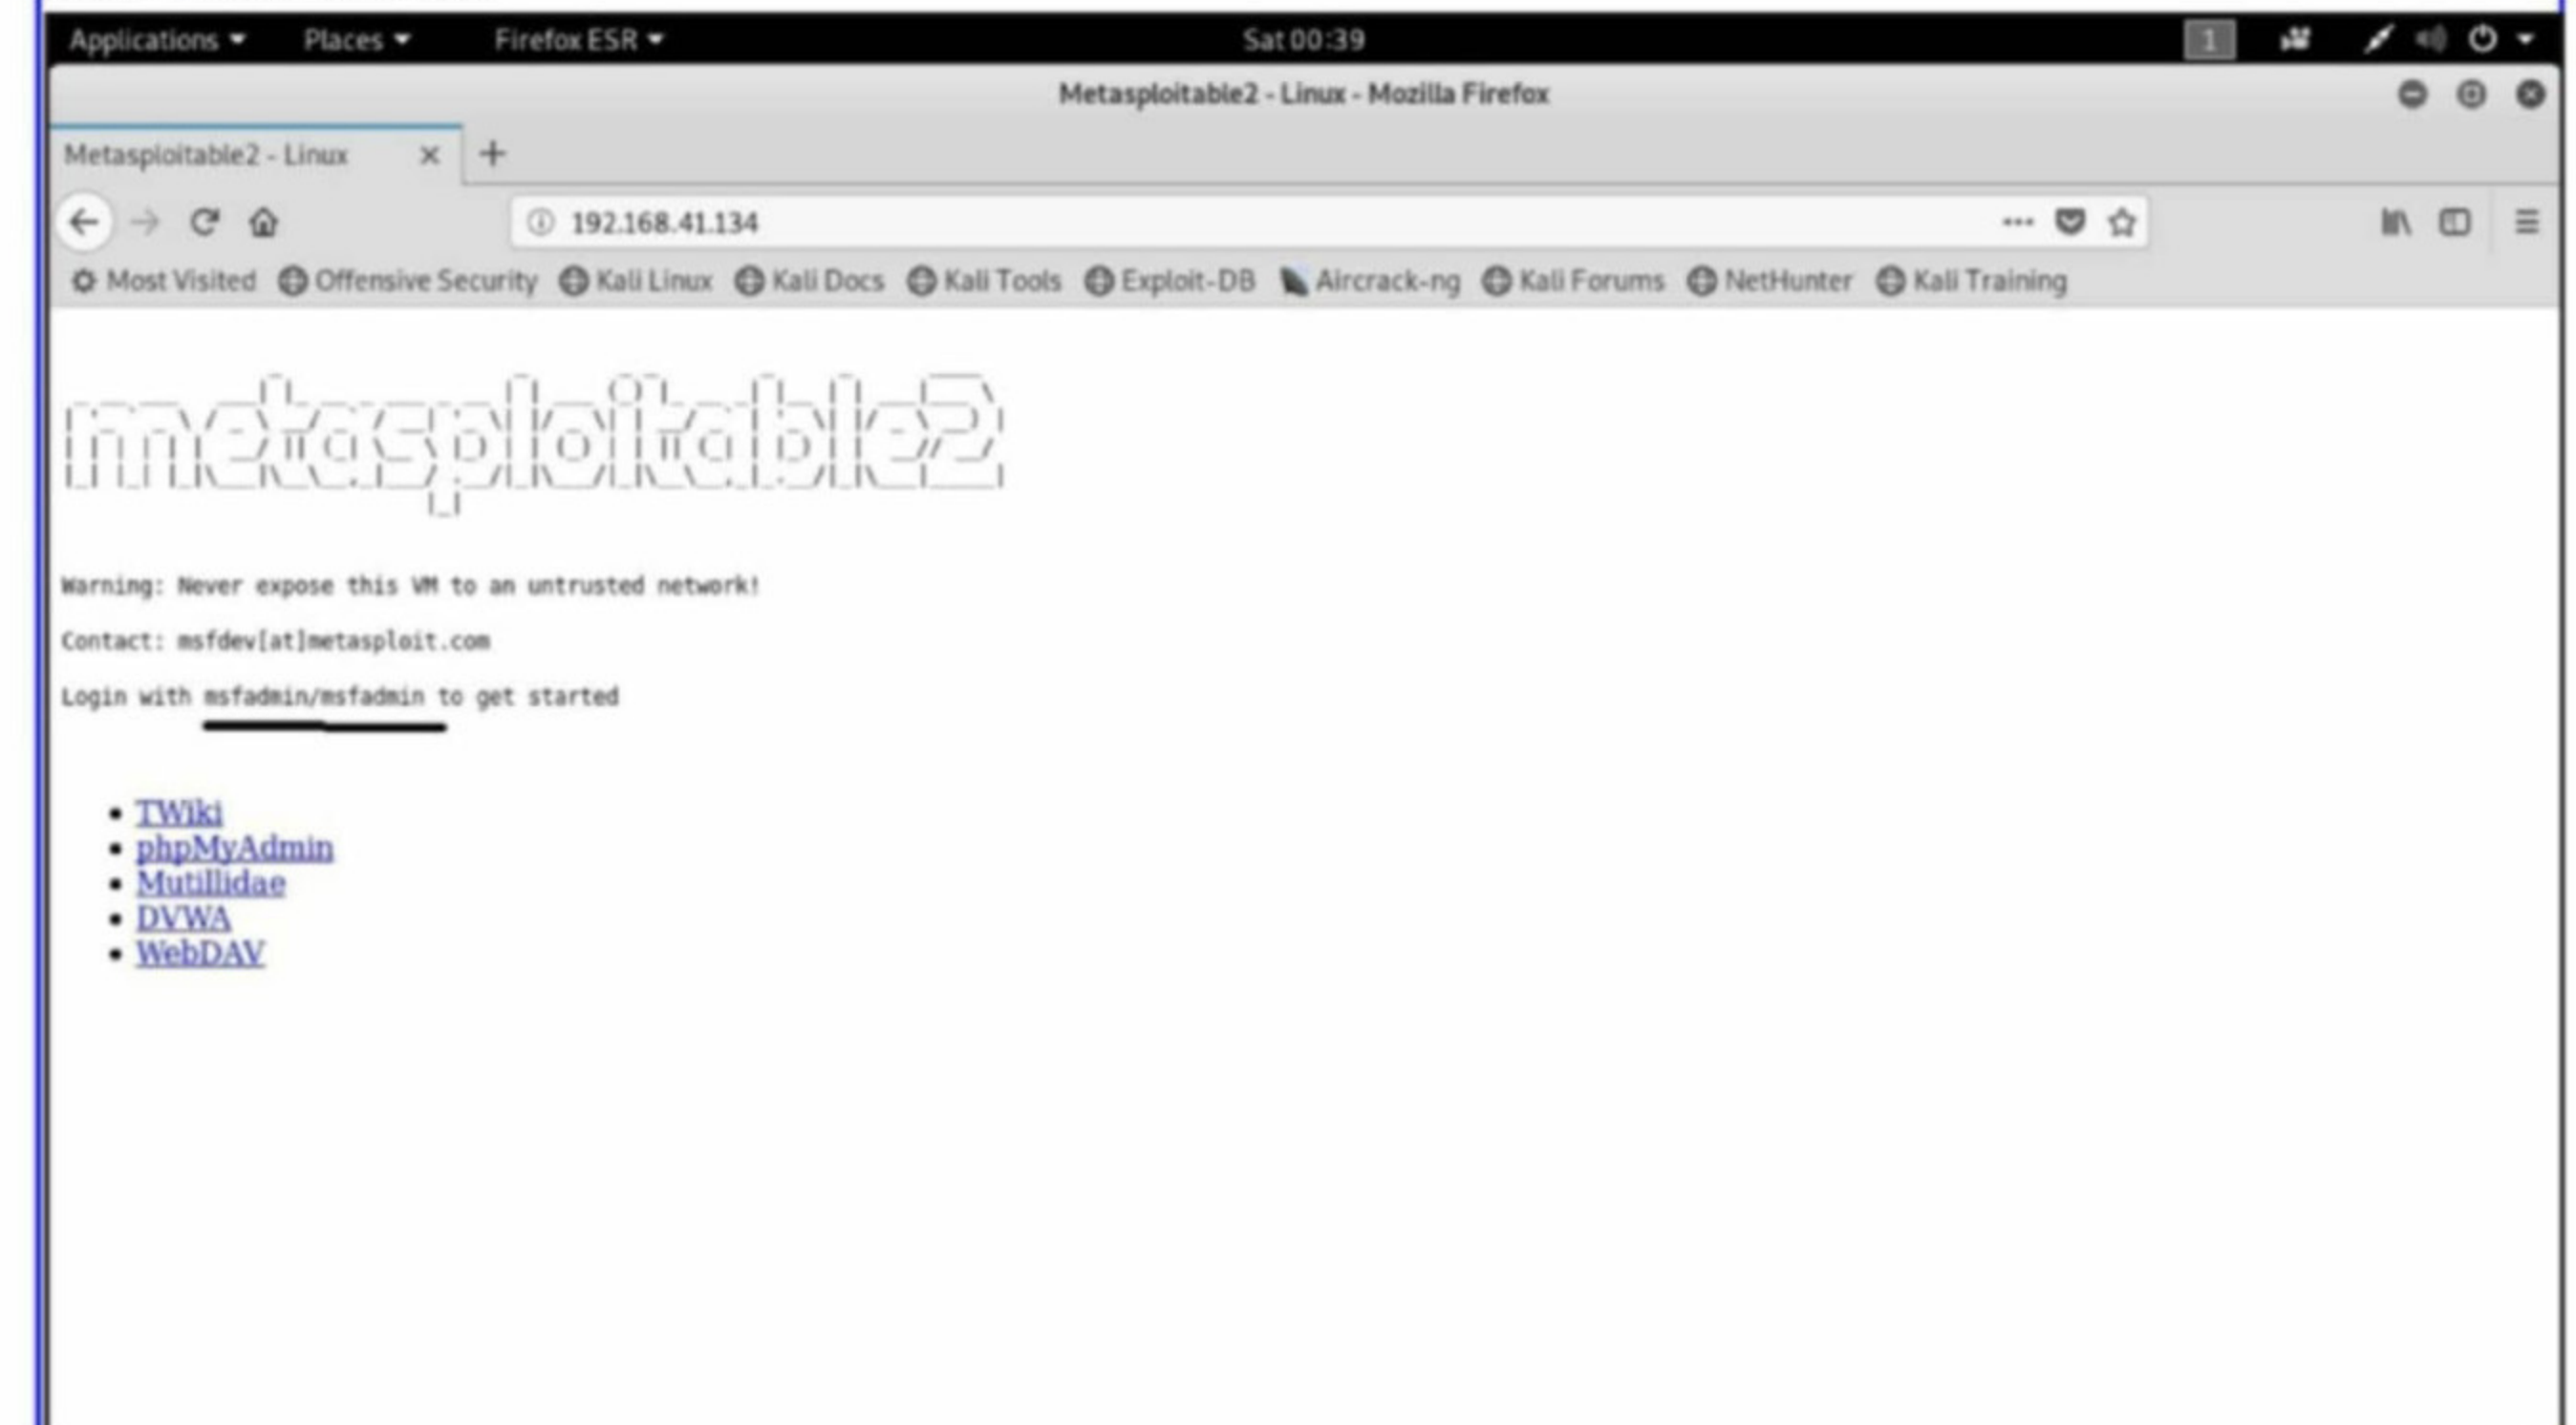 Applications Places Firefox ESR Sat 00:39 1
Metasploitable2 - Linux - Mozilla Firefox
Metasploitable2 - Linux
192.168.41.134
Most Visited Offensive Security Kali Linux Kali Docs Kali Tools Exploit-DB Aircrack-ng Kali Forums NetHunter Kali Training
metasploitable2
Warning: Never expose this VM to an untrusted network!
Contact: msfdev[at]metasploit.com
Login with msfadmin/msfadmin to get started
TWiki
phpMyAdmin
Mutillidae
DVWA
WebDAV